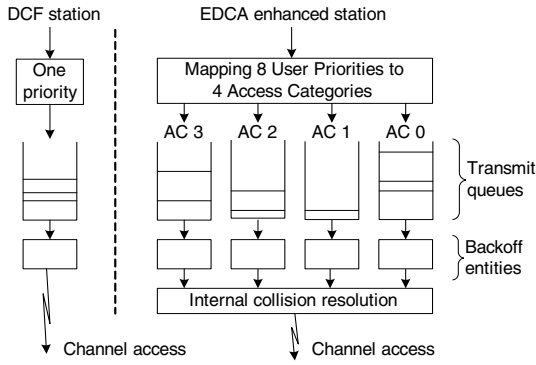 DCF station
EDCA enhanced station
One
priority
Mapping 8 User Priorities to
4 Access Categories
AC 3
AC 2
AC 1
AC 0
Transmit
queues
Backoff
entities
Internal collision resolution
Channel access
Channel access